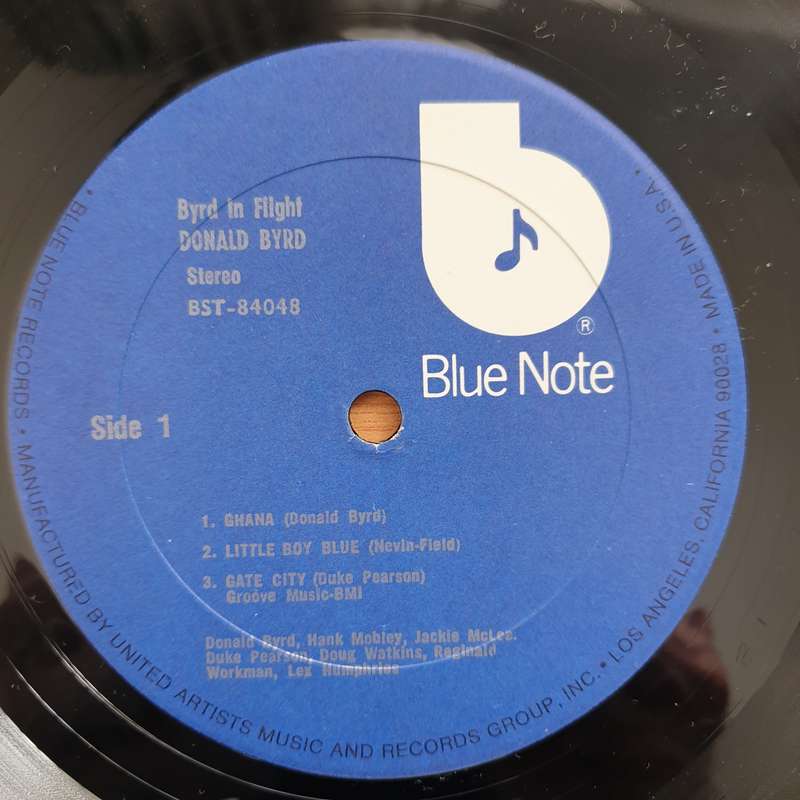 Byrd in Flight
DONALD BYRD
Stereo
BST-84048
®
Blue Note
Side 1
1. GHANA (Donald Byrd)
2. LITTLE BOY BLUE (Nevin-Field)
3. GATE CITY (Duke Pearson)
Groove Music-BMI
Donald Byrd, Hank Mobley, Jackie McLea.
Duke Pearson, Doug Watkins, Reginald
Workman, Lex Humphries
• BLUE NOTE RECORDS • MANUFACTURED BY UNITED ARTISTS MUSIC AND RECORDS GROUP, INC. • LOS ANGELES, CALIFORNIA 90028 • MADE IN U.S.A.